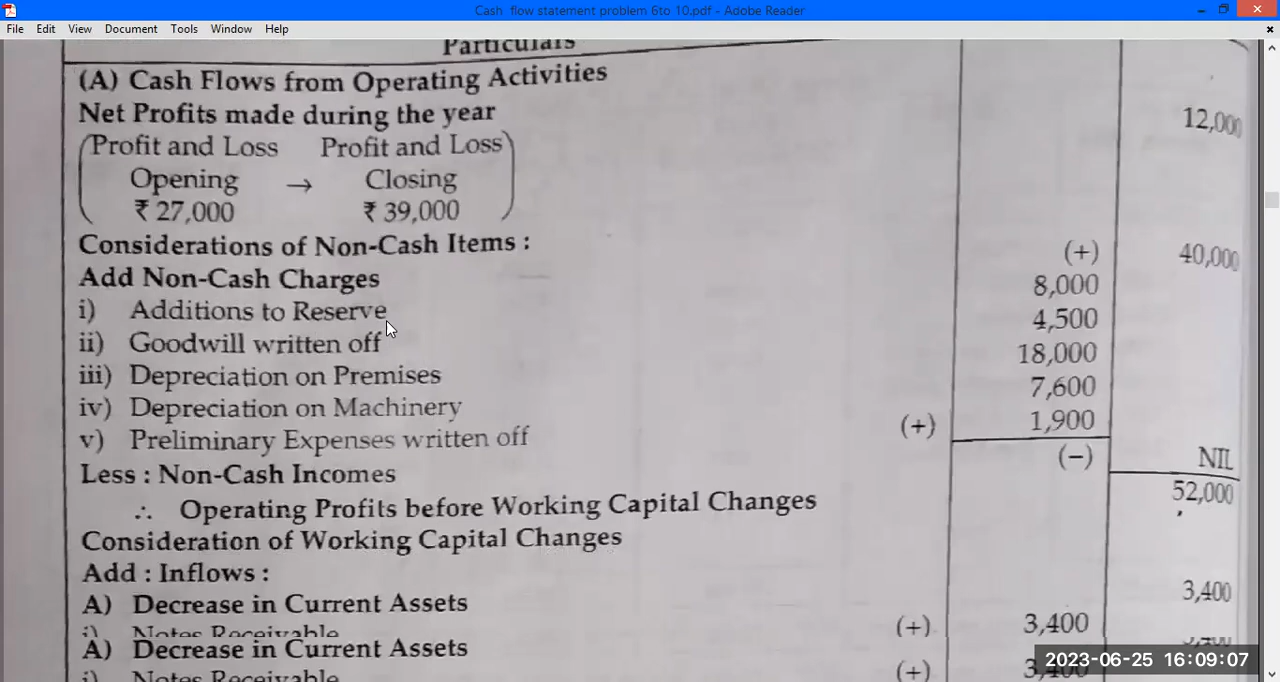 Cash flow statement problem 6to 10.pdf - Adobe Reader
File Edit View Document Tools Window Help
Particulars
(A) Cash Flows from Operating Activities
Net Profits made during the year 12,000
Profit and Loss Profit and Loss
Opening → Closing
₹ 27,000 ₹ 39,000
Considerations of Non-Cash Items : (+) 40,000
Add Non-Cash Charges 8,000
i) Additions to Reserve 4,500
ii) Goodwill written off 18,000
iii) Depreciation on Premises 7,600
iv) Depreciation on Machinery (+) 1,900
v) Preliminary Expenses written off
Less : Non-Cash Incomes (−) NIL
∴ Operating Profits before Working Capital Changes 52,000
Consideration of Working Capital Changes
Add : Inflows :
A) Decrease in Current Assets 3,400
i) Notes Receivable (+) 3,400
A) Decrease in Current Assets
i) Notes Receivable (+) 3,400
2023-06-25 16:09:07